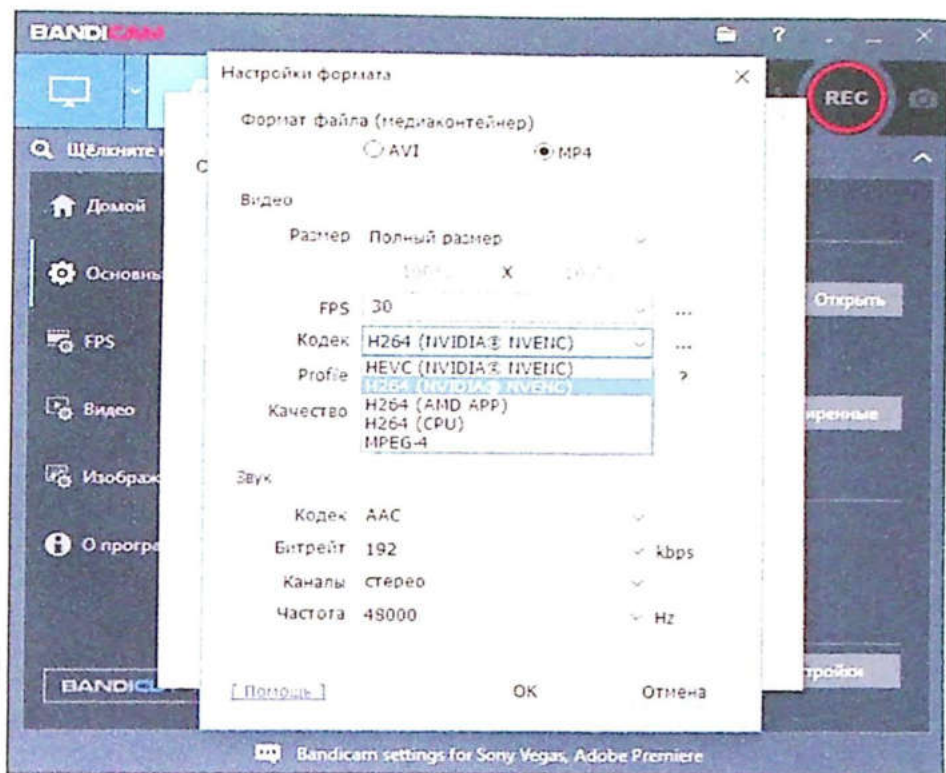 BANDICAM
?
REC
Настройки формата
Формат файла (медиаконтейнер)
AVI
MP4
Щёлкните
С
Домой
Видео
Размер Полный размер
X
Основны
Открыть
FPS 30 ...
FPS
Кодек H264 (NVIDIA® NVENC) ...
HEVC (NVIDIA® NVENC)
Profile ?
H264 (NVIDIA® NVENC)
H264 (AMD APP)
Качество
H264 (CPU)
MPEG-4
Видео
иренные
Изображ
Звук
Кодек AAC
О програ
Битрейт 192 kbps
Каналы стерео
Частота 48000 Hz
тройки
BANDICU
[ Помощь ] OK Отмена
Bandicam settings for Sony Vegas, Adobe Premiere